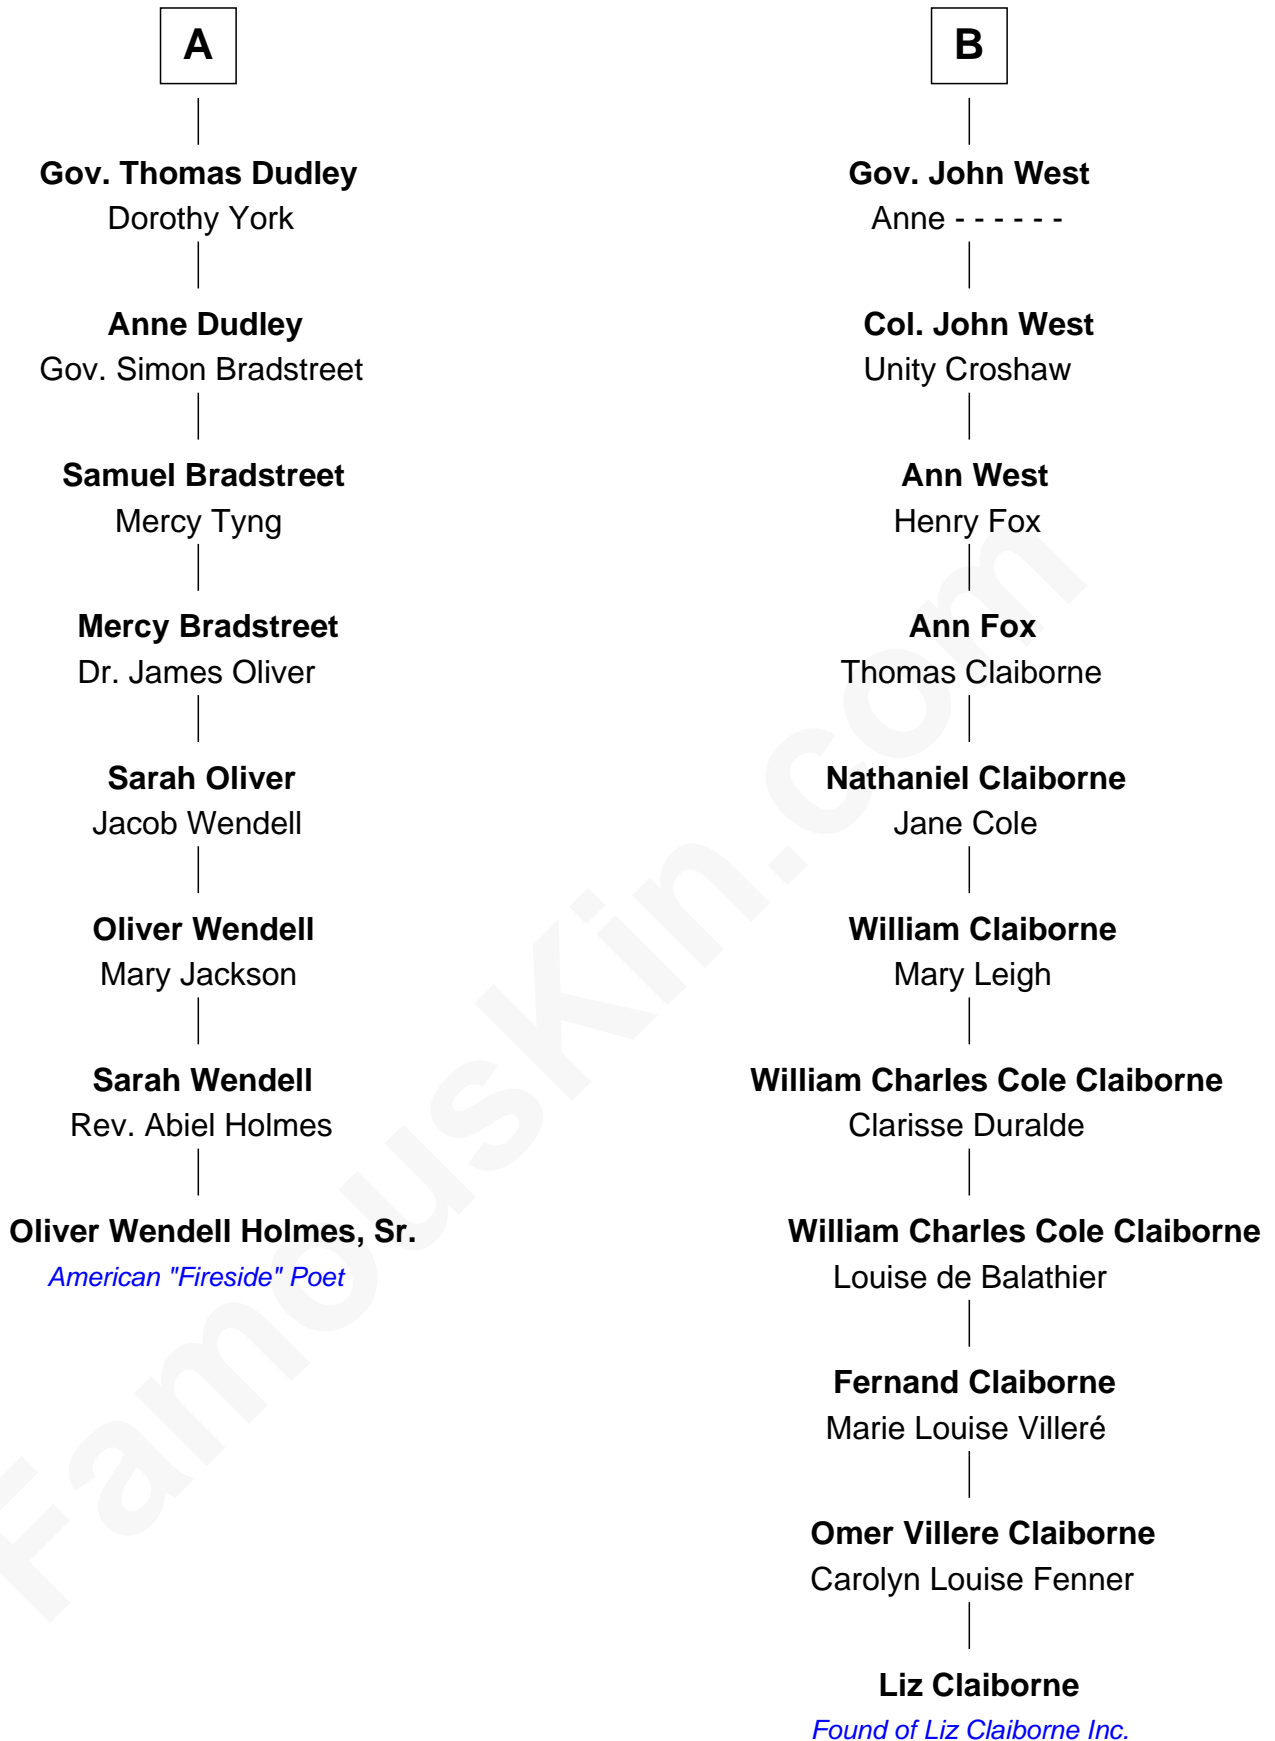 A
Gov. Thomas Dudley
Dorothy York
Anne Dudley
Gov. Simon Bradstreet
Samuel Bradstreet
Mercy Tyng
Mercy Bradstreet
Dr. James Oliver
Sarah Oliver
Jacob Wendell
Oliver Wendell
Mary Jackson
Sarah Wendell
Rev. Abiel Holmes
Oliver Wendell Holmes, Sr.
American "Fireside" Poet
B
Gov. John West
Anne - - - - - -
Col. John West
Unity Croshaw
Ann West
Henry Fox
Ann Fox
Thomas Claiborne
Nathaniel Claiborne
Jane Cole
William Claiborne
Mary Leigh
William Charles Cole Claiborne
Clarisse Duralde
William Charles Cole Claiborne
Louise de Balathier
Fernand Claiborne
Marie Louise Villeré
Omer Villere Claiborne
Carolyn Louise Fenner
Liz Claiborne
Found of Liz Claiborne Inc.
FamousKin.com